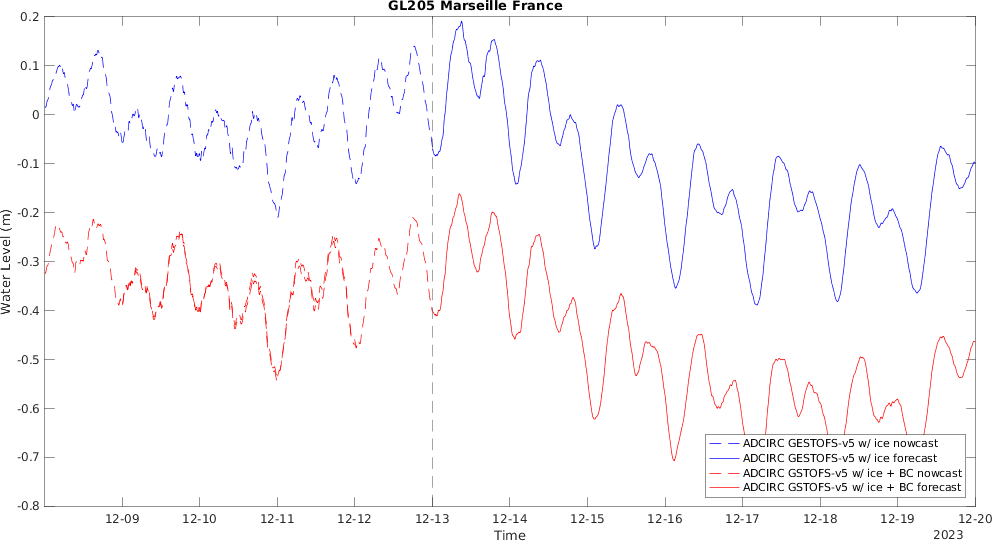 GL205 Marseille France
0.2
0.1
0
-0.1
-0.2
-0.3
-0.4
-0.5
-0.6
-0.7
-0.8
Water Level (m)
ADCIRC GESTOFS-v5 w/ ice nowcast
ADCIRC GESTOFS-v5 w/ ice forecast
ADCIRC GSTOFS-v5 w/ ice + BC nowcast
ADCIRC GSTOFS-v5 w/ ice + BC forecast
12-09 12-10 12-11 12-12 12-13 12-14 12-15 12-16 12-17 12-18 12-19 12-20
Time
2023